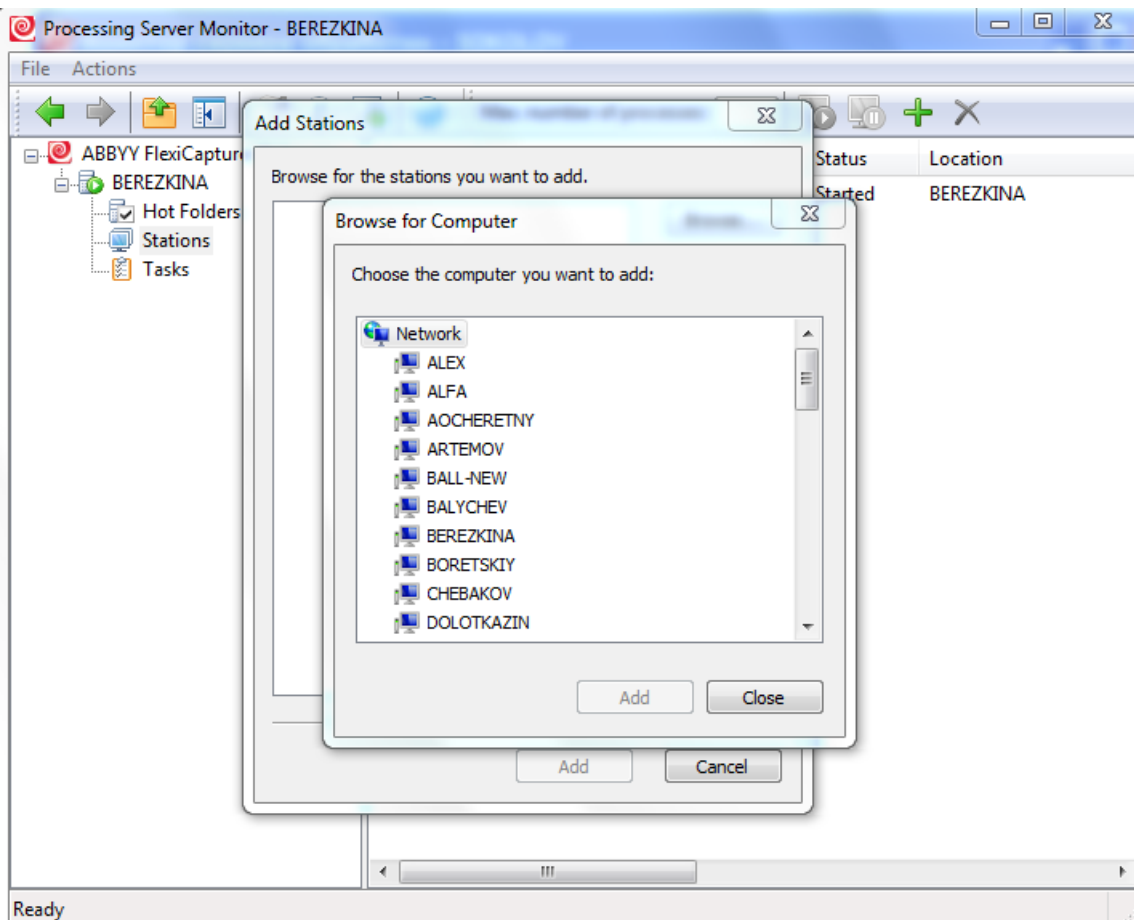 Processing Server Monitor - BEREZKINA
File Actions
Add Stations
ABBYY FlexiCapture
BEREZKINA
Hot Folders
Stations
Tasks
Browse for the stations you want to add.
Browse for Computer
Choose the computer you want to add:
Network
ALEX
ALFA
AOCHERETNY
ARTEMOV
BALL-NEW
BALYCHEV
BEREZKINA
BORETSKIY
CHEBAKOV
DOLOTKAZIN
Add Close
Add Cancel
Status Location
Started BEREZKINA
Ready